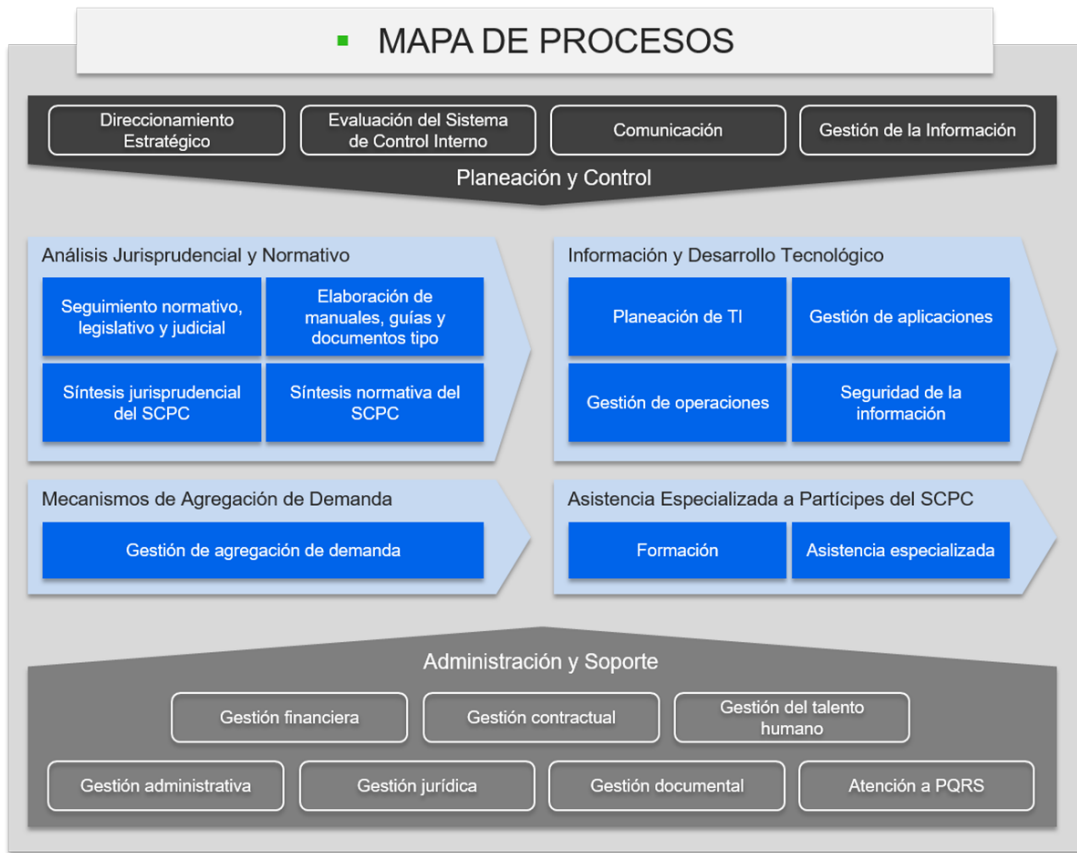 MAPA DE PROCESOS
Direccionamiento
Estratégico
Evaluación del Sistema
de Control Interno
Comunicación
Gestión de la Información
Planeación y Control
Análisis Jurisprudencial y Normativo
Seguimiento normativo,
legislativo y judicial
Elaboración de
manuales, guías y
documentos tipo
Síntesis jurisprudencial
del SCPC
Síntesis normativa del
SCPC
Información y Desarrollo Tecnológico
Planeación de TI
Gestión de aplicaciones
Gestión de operaciones
Seguridad de la
información
Mecanismos de Agregación de Demanda
Gestión de agregación de demanda
Asistencia Especializada a Partícipes del SCPC
Formación
Asistencia especializada
Administración y Soporte
Gestión financiera
Gestión contractual
Gestión del talento
humano
Gestión administrativa
Gestión jurídica
Gestión documental
Atención a PQRS